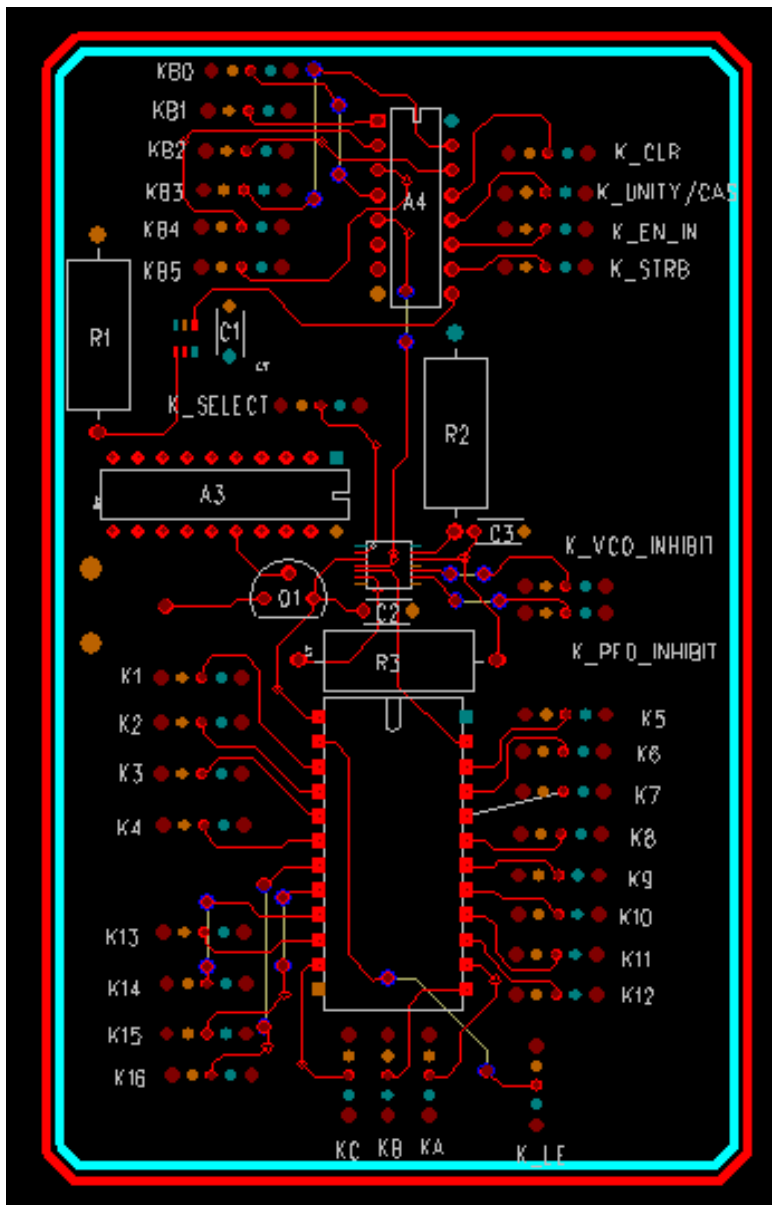 KB0
KB1
KB2
KB3
KB4
KB5
A4
K_CLR
K_UNITY/CAS
K_EN_IN
K_STRB
R1
C1
K_SELECT
R2
A3
C3
K_VCO_INHIBIT
Q1
C2
R3
K_PFD_INHIBIT
K1
K2
K3
K4
K5
K6
K7
K8
K9
K10
K11
K12
K13
K14
K15
K16
KC KB KA
K_LE